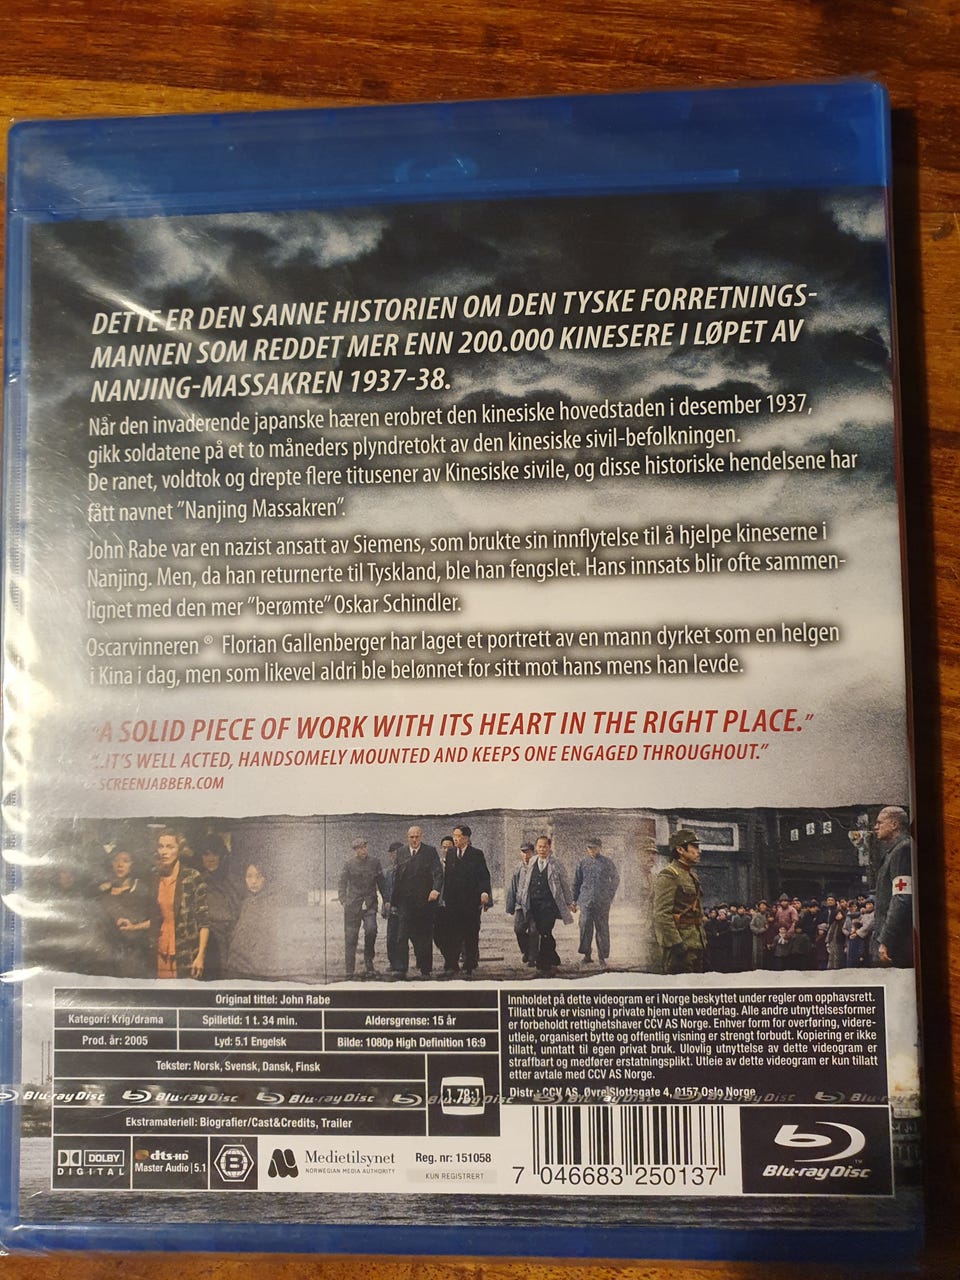 DETTE ER DEN SANNE HISTORIEN OM DEN TYSKE FORRETNINGS-
MANNEN SOM REDDET MER ENN 200.000 KINESERE I LØPET AV
NANJING-MASSAKREN 1937-38.
Når den invaderende japanske hæren erobret den kinesiske hovedstaden i desember 1937,
gikk soldatene på et to måneders plyndretokt av den kinesiske sivil-befolkningen.
De ranet, voldtok og drepte flere titusener av Kinesiske sivile, og disse historiske hendelsene har
fått navnet "Nanjing Massakren".
John Rabe var en nazist ansatt av Siemens, som brukte sin innflytelse til å hjelpe kineserne i
Nanjing. Men, da han returnerte til Tyskland, ble han fengslet. Hans innsats blir ofte sammen-
lignet med den mer "berømte" Oskar Schindler.
Oscarvinneren ® Florian Gallenberger har laget et portrett av en mann dyrket som en helgen
i Kina i dag, men som likevel aldri ble belønnet for sitt mot hans mens han levde.
"A SOLID PIECE OF WORK WITH ITS HEART IN THE RIGHT PLACE."
"..IT'S WELL ACTED, HANDSOMELY MOUNTED AND KEEPS ONE ENGAGED THROUGHOUT."
- SCREENJABBER.COM
Original tittel: John Rabe
Kategori: Krig/drama
Spilletid: 1 t. 34 min.
Aldersgrense: 15 år
Prod. år: 2005
Lyd: 5.1 Engelsk
Bilde: 1080p High Definition 16:9
Tekster: Norsk, Svensk, Dansk, Finsk
1.78:1
Blu-ray Disc Blu-ray Disc Blu-ray Disc Blu-ray Disc Blu-ray Disc
Ekstramateriell: Biografier/Cast&Credits, Trailer
Innholdet på dette videogram er i Norge beskyttet under regler om opphavsrett.
Tillatt bruk er visning i private hjem uten vederlag. Alle andre utnyttelsesformer
er forbeholdt rettighetshaver CCV AS Norge. Enhver form for overføring, videre-
utleie, organisert bytte og offentlig visning er strengt forbudt. Kopiering er ikke
tillatt, unntatt til egen privat bruk. Ulovlig utnyttelse av dette videogram er
straffbart og medfører erstatningsplikt. Uleie av dette videogram er kun tillatt
etter avtale med CCV AS Norge.
Distr.: CCV AS, Øvre Slottsgate 4, 0157 Oslo Norge
DOLBY
DIGITAL
dts-HD
Master Audio 5.1
B
Medietilsynet
NORWEGIAN MEDIA AUTHORITY
Reg. nr: 151058
KUN REGISTRERT
7 046683 250137
Blu-ray Disc